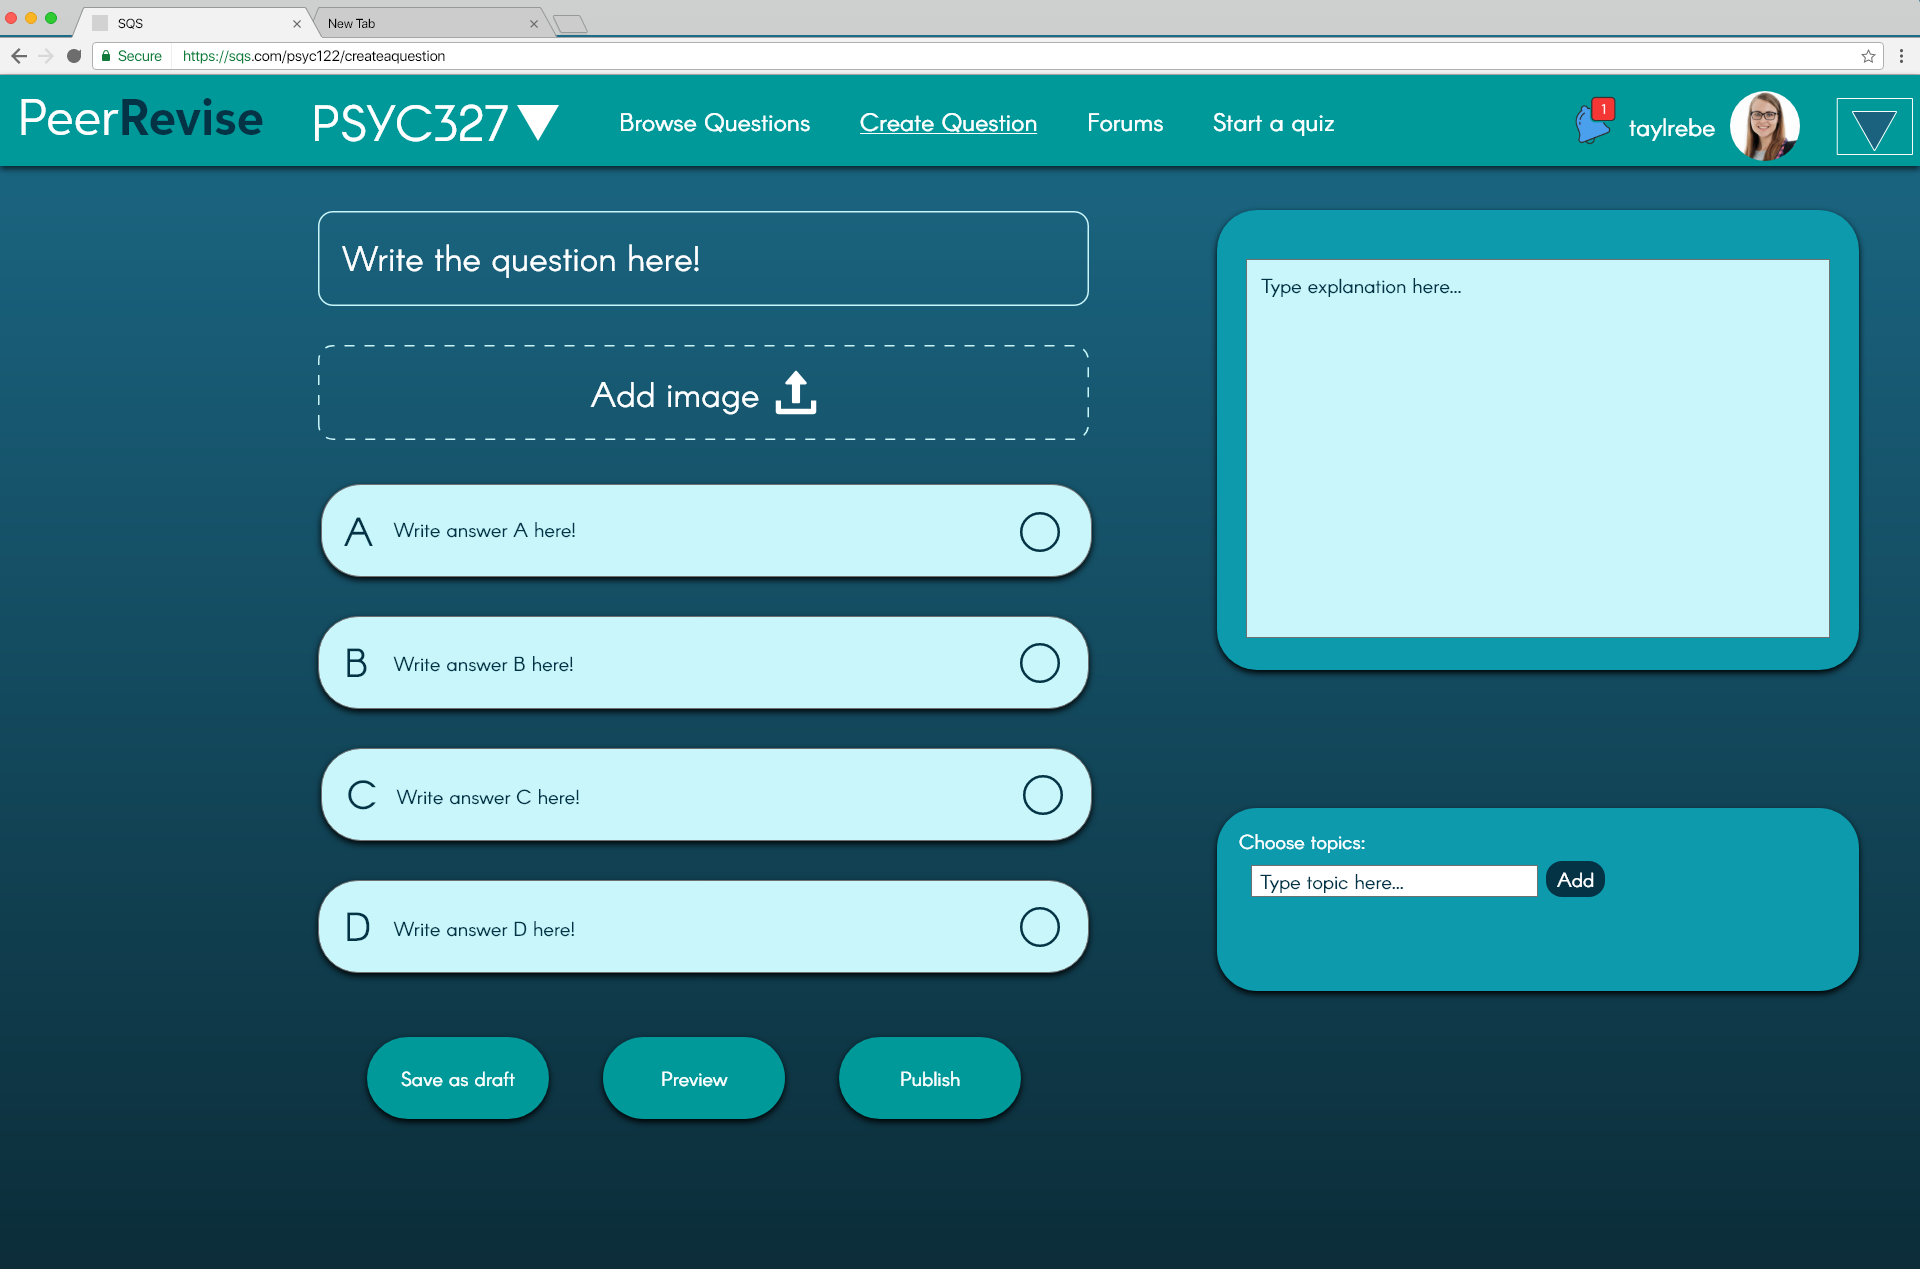 SQS
New Tab
Secure
https://sqs.com/psyc122/createaquestion
PeerRevise
PSYC327
Browse Questions
Create Question
Forums
Start a quiz
1
taylrebe
Write the question here!
Add image
A
Write answer A here!
B
Write answer B here!
C
Write answer C here!
D
Write answer D here!
Save as draft
Preview
Publish
Type explanation here...
Choose topics:
Type topic here...
Add